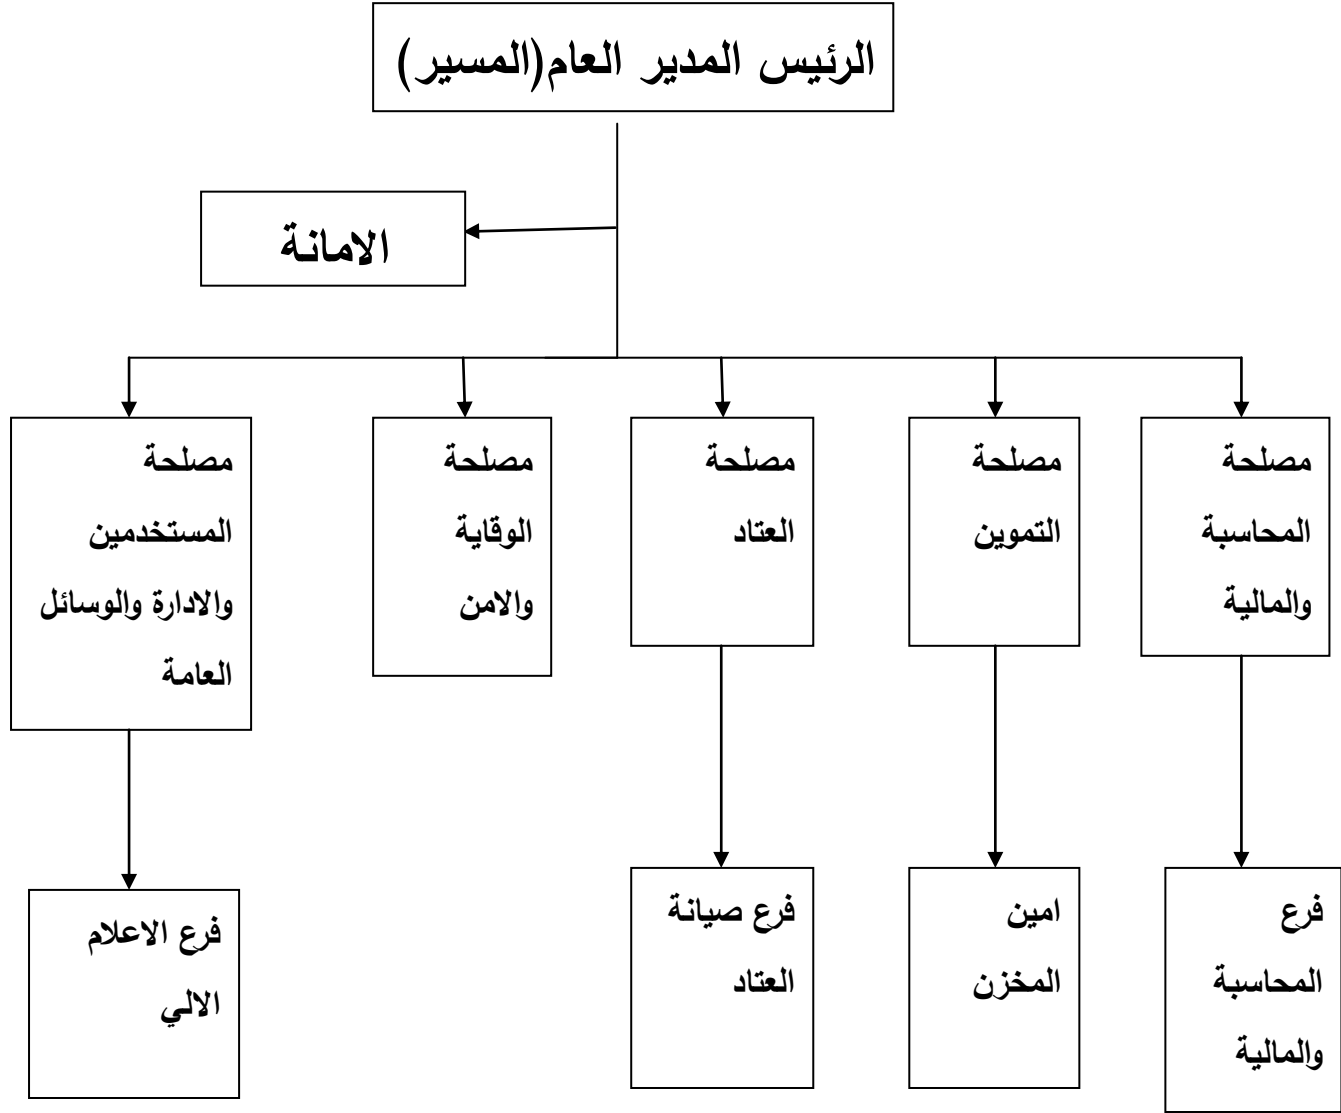 الرئيس المدير العام(المسير)
الامانة
مصلحة
المحاسبة
والمالية
مصلحة
التموين
مصلحة
العتاد
مصلحة
الوقاية
والامن
مصلحة
المستخدمين
والادارة والوسائل
العامة
فرع
المحاسبة
والمالية
امين
المخزن
فرع صيانة
العتاد
فرع الاعلام
الالي